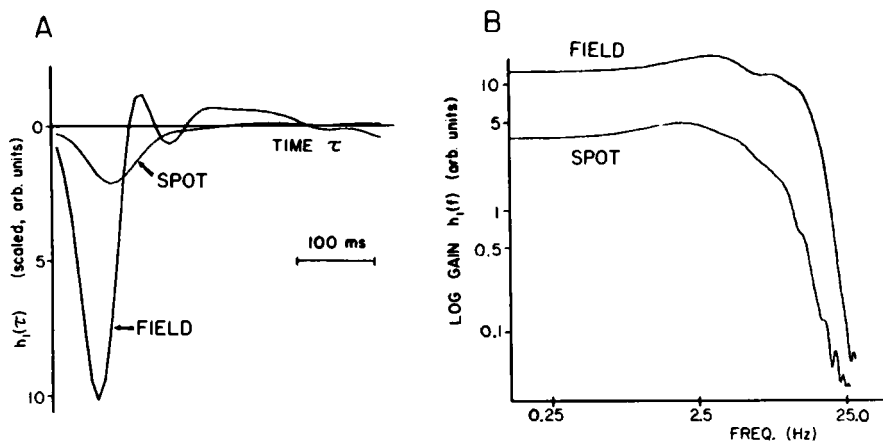 A
h₁(τ) (scaled, arb. units)
0
5
10
TIME τ
SPOT
100 ms
FIELD
B
LOG GAIN h₁(f) (arb. units)
10
5
1
0.5
0.1
FIELD
SPOT
0.25
2.5
25.0
FREQ. (Hz)